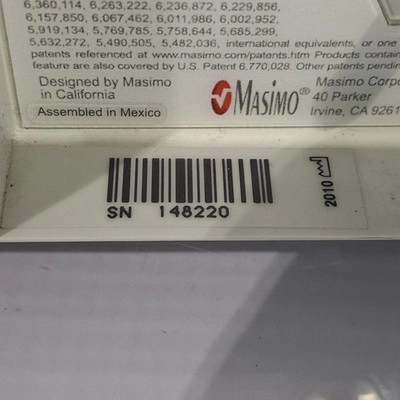 6,360,114, 6,263,222, 6,236,872, 6,229,856,
6,157,850, 6,067,462, 6,011,986, 6,002,952,
5,919,134, 5,769,785, 5,758,644, 5,685,299,
5,632,272, 5,490,505, 5,482,036, international equivalents, or one
patents referenced at www.masimo.com/patents.htm Products contain
feature are also covered by U.S. Patent 6,770,028. Other patents pendin
Designed by Masimo
in California
Assembled in Mexico
MASIMO®
Masimo Corpo
40 Parker
Irvine, CA 9261
SN 148220
2010